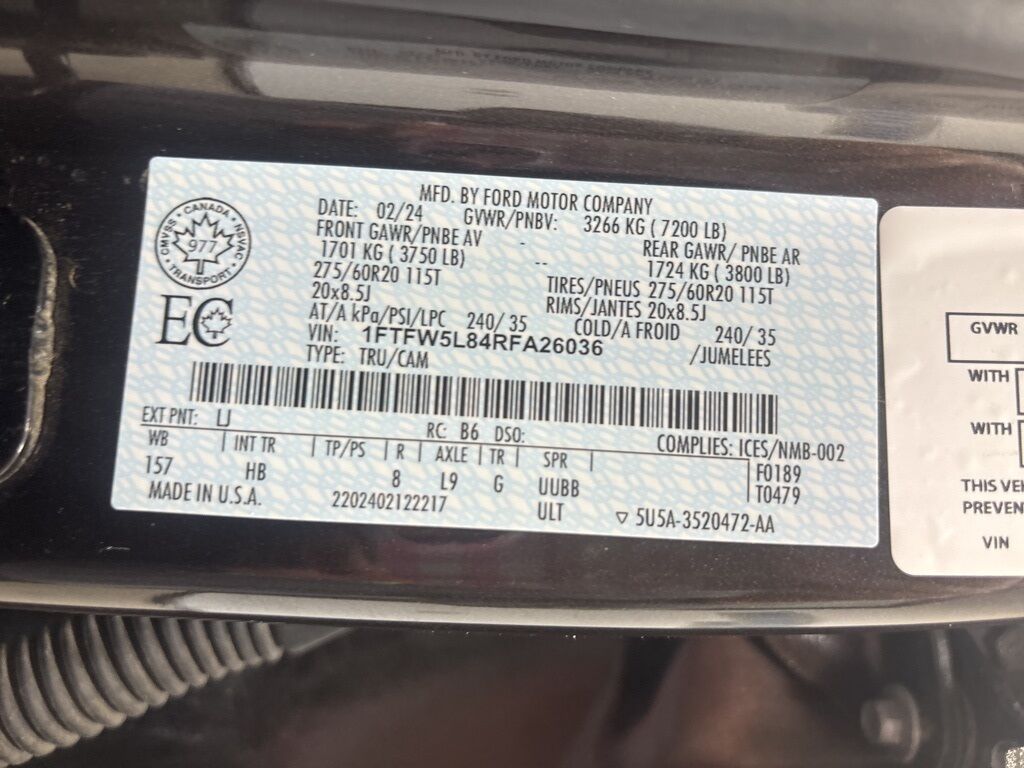 MFD. BY FORD MOTOR COMPANY
DATE: 02/24 GVWR/PNBV: 3266 KG ( 7200 LB)
FRONT GAWR/PNBE AV - REAR GAWR/ PNBE AR
1701 KG ( 3750 LB) -- 1724 KG ( 3800 LB)
275/60R20 115T TIRES/PNEUS 275/60R20 115T
20x8.5J RIMS/JANTES 20x8.5J
AT/A kPa/PSI/LPC 240/ 35 COLD/A FROID 240/ 35
VIN: 1FTFW5L84RFA26036 /JUMELEES
TYPE: TRU/CAM
CANADA
CMVSS • NSVAC
977
TRANSPORT
EC
EXT PNT: LJ RC: B6 DSO: COMPLIES: ICES/NMB-002
WB | INT TR | TP/PS | R | AXLE | TR | SPR | F0189
157 HB 8 L9 G UUBB T0479
MADE IN U.S.A. 2202402122217 ULT ▽ 5U5A-3520472-AA
GVWR
WITH
WITH
THIS VEH
PREVEN
VIN